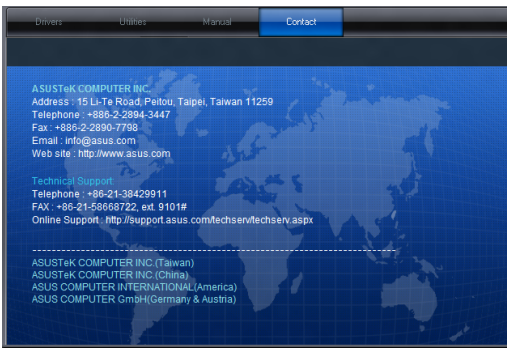 Drivers Utilities Manual Contact
ASUSTeK COMPUTER INC.
Address : 15 Li-Te Road, Peitou, Taipei, Taiwan 11259
Telephone : +886-2-2894-3447
Fax : +886-2-2890-7798
Email : info@asus.com
Web site : http://www.asus.com
Technical Support
Telephone : +86-21-38429911
FAX : +86-21-58668722, ext. 9101#
Online Support : http://support.asus.com/techserv/techserv.aspx
ASUSTeK COMPUTER INC.(Taiwan)
ASUSTeK COMPUTER INC.(China)
ASUS COMPUTER INTERNATIONAL(America)
ASUS COMPUTER GmbH(Germany & Austria)